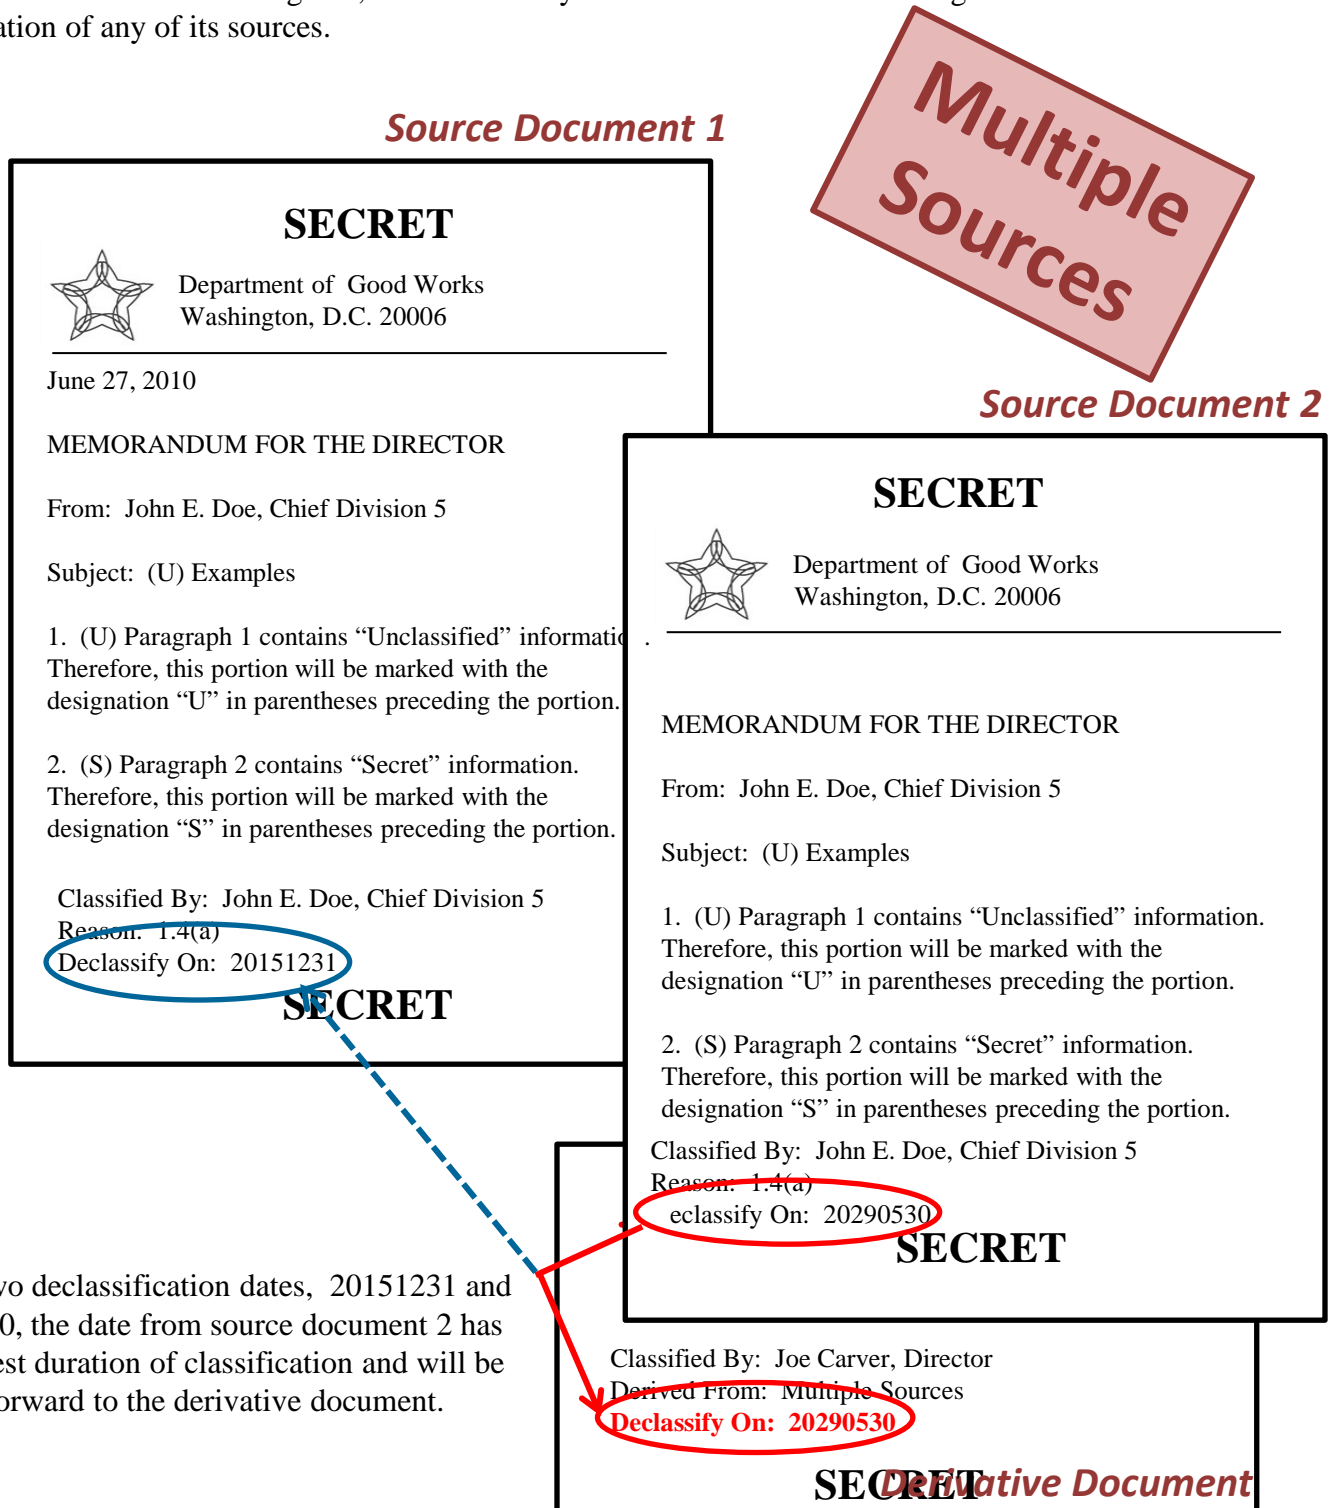 ation of any of its sources.
Multiple
Sources
Source Document 1
SECRET
Department of Good Works
Washington, D.C. 20006
June 27, 2010
MEMORANDUM FOR THE DIRECTOR
From: John E. Doe, Chief Division 5
Subject: (U) Examples
1. (U) Paragraph 1 contains “Unclassified” informatio .
Therefore, this portion will be marked with the
designation “U” in parentheses preceding the portion.
2. (S) Paragraph 2 contains “Secret” information.
Therefore, this portion will be marked with the
designation “S” in parentheses preceding the portion.
Classified By: John E. Doe, Chief Division 5
Reason: 1.4(a)
Declassify On: 20151231
SECRET
Source Document 2
SECRET
Department of Good Works
Washington, D.C. 20006
MEMORANDUM FOR THE DIRECTOR
From: John E. Doe, Chief Division 5
Subject: (U) Examples
1. (U) Paragraph 1 contains “Unclassified” information.
Therefore, this portion will be marked with the
designation “U” in parentheses preceding the portion.
2. (S) Paragraph 2 contains “Secret” information.
Therefore, this portion will be marked with the
designation “S” in parentheses preceding the portion.
Classified By: John E. Doe, Chief Division 5
Reason: 1.4(a)
eclassify On: 20290530
SECRET
vo declassification dates, 20151231 and
0, the date from source document 2 has
est duration of classification and will be
orward to the derivative document.
Classified By: Joe Carver, Director
Derived From: Multiple Sources
Declassify On: 20290530
SECRET
Derivative Document